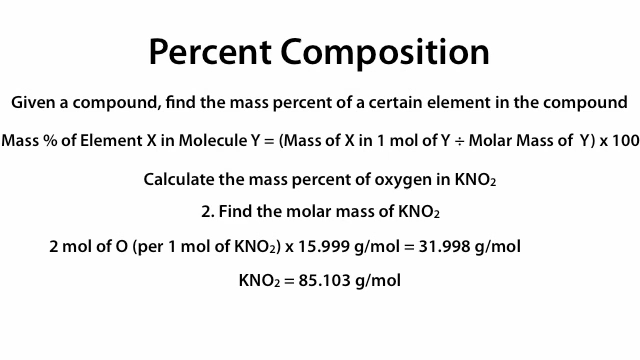 Percent Composition
Given a compound, find the mass percent of a certain element in the compound
Mass % of Element X in Molecule Y = (Mass of X in 1 mol of Y ÷ Molar Mass of Y) x 100
Calculate the mass percent of oxygen in KNO₂
2. Find the molar mass of KNO₂
2 mol of O (per 1 mol of KNO₂) x 15.999 g/mol = 31.998 g/mol
KNO₂ = 85.103 g/mol